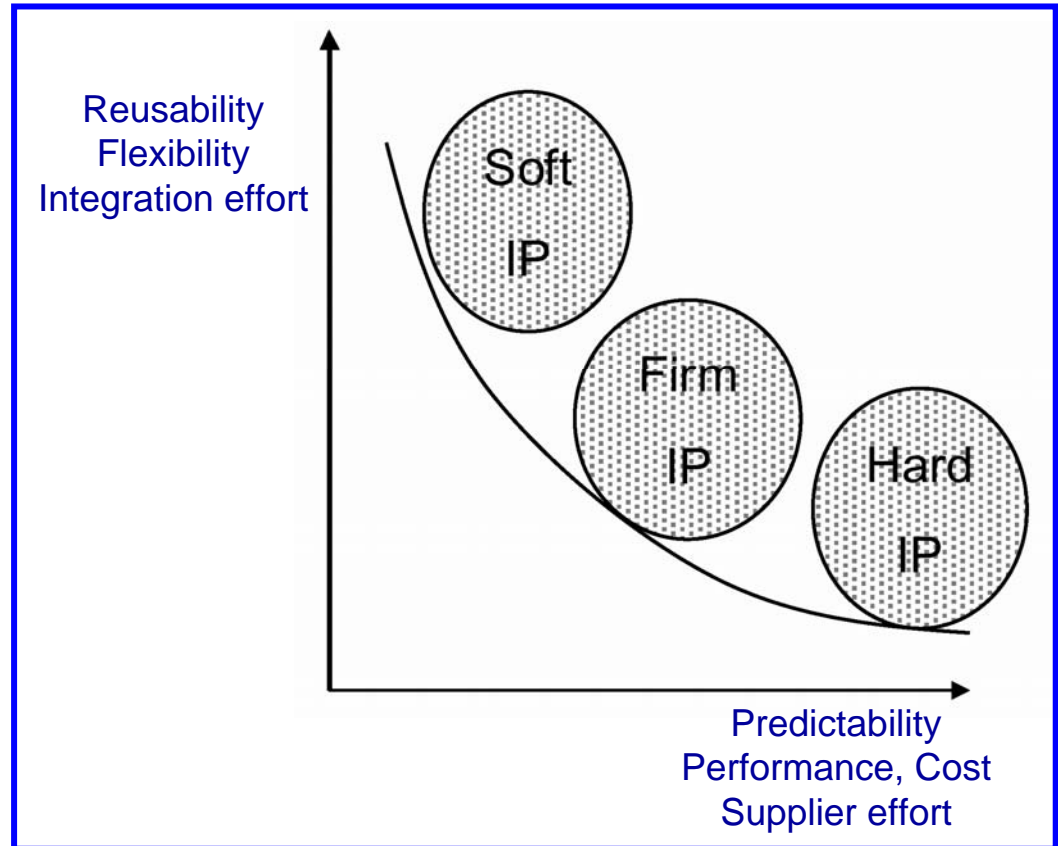 Reusability
Flexibility
Integration effort
Soft
IP
Firm
IP
Hard
IP
Predictability
Performance, Cost
Supplier effort